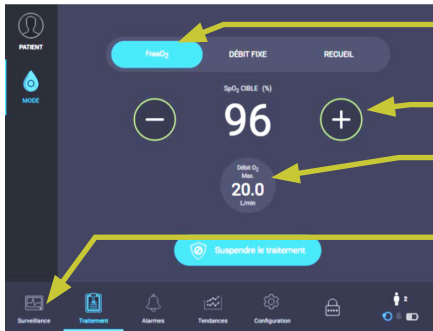 PATIENT
MODE
FreeO₂ DÉBIT FIXE RECUEIL
SpO₂ CIBLE (%)
96
Débit O₂
Max.
20.0
L/min
Suspendre le traitement
2
Surveillance Traitement Alarmes Tendances Configuration